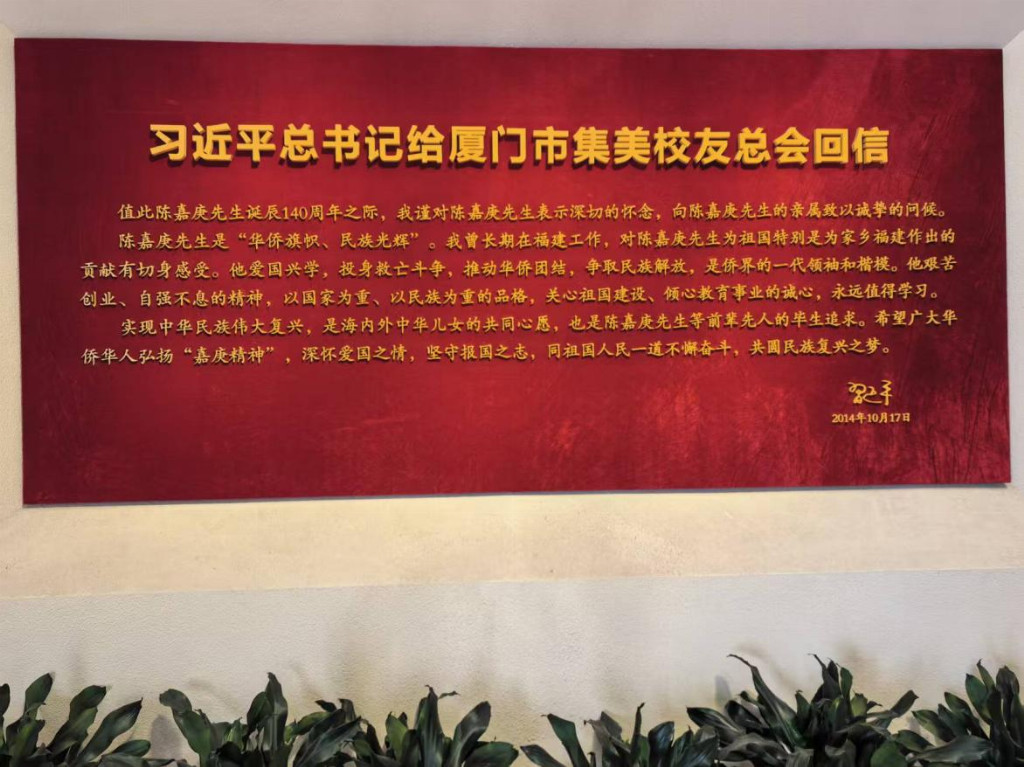 习近平总书记给厦门市集美校友总会回信
值此陈嘉庚先生诞辰140周年之际，我谨对陈嘉庚先生表示深切的怀念，向陈嘉庚先生的亲属致以诚挚的问候。
陈嘉庚先生是“华侨旗帜、民族光辉”。我曾长期在福建工作，对陈嘉庚先生为祖国特别是为家乡福建作出的
贡献有切身感受。他爱国兴学，投身救亡斗争，推动华侨团结，争取民族解放，是侨界的一代领袖和楷模。他艰苦
创业、自强不息的精神，以国家为重、以民族为重的品格，关心祖国建设、倾心教育事业的诚心，永远值得学习。
实现中华民族伟大复兴，是海内外中华儿女的共同心愿，也是陈嘉庚先生等前辈先人的毕生追求。希望广大华
侨华人弘扬“嘉庚精神”，深怀爱国之情，坚守报国之志，同祖国人民一道不懈奋斗，共圆民族复兴之梦。
习近平
2014年10月17日